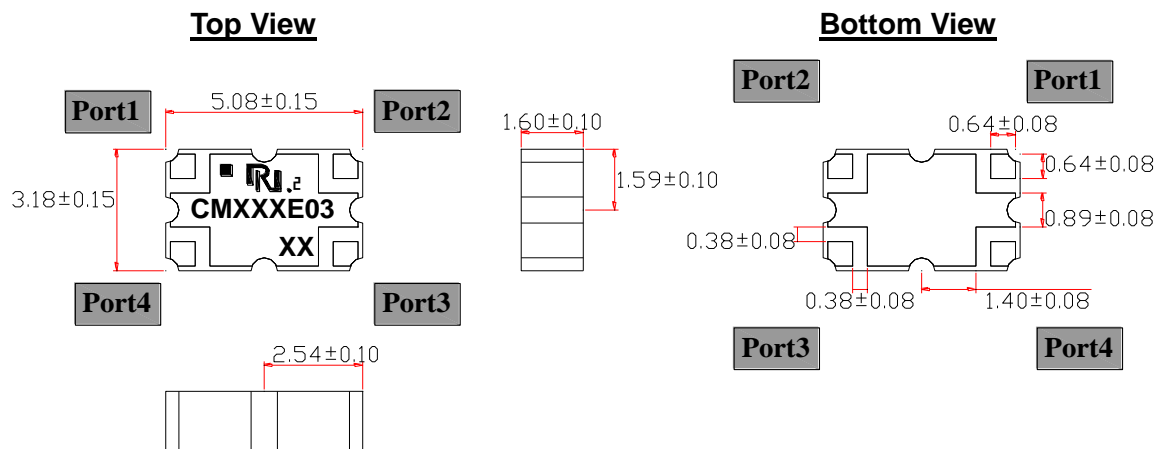 Top View
Bottom View
Port1
5.08±0.15
Port2
3.18±0.15
CMXXXE03
XX
Port4
Port3
2.54±0.10
1.60±0.10
1.59±0.10
Port2
Port1
0.64±0.08
0.64±0.08
0.89±0.08
0.38±0.08
0.38±0.08
1.40±0.08
Port3
Port4